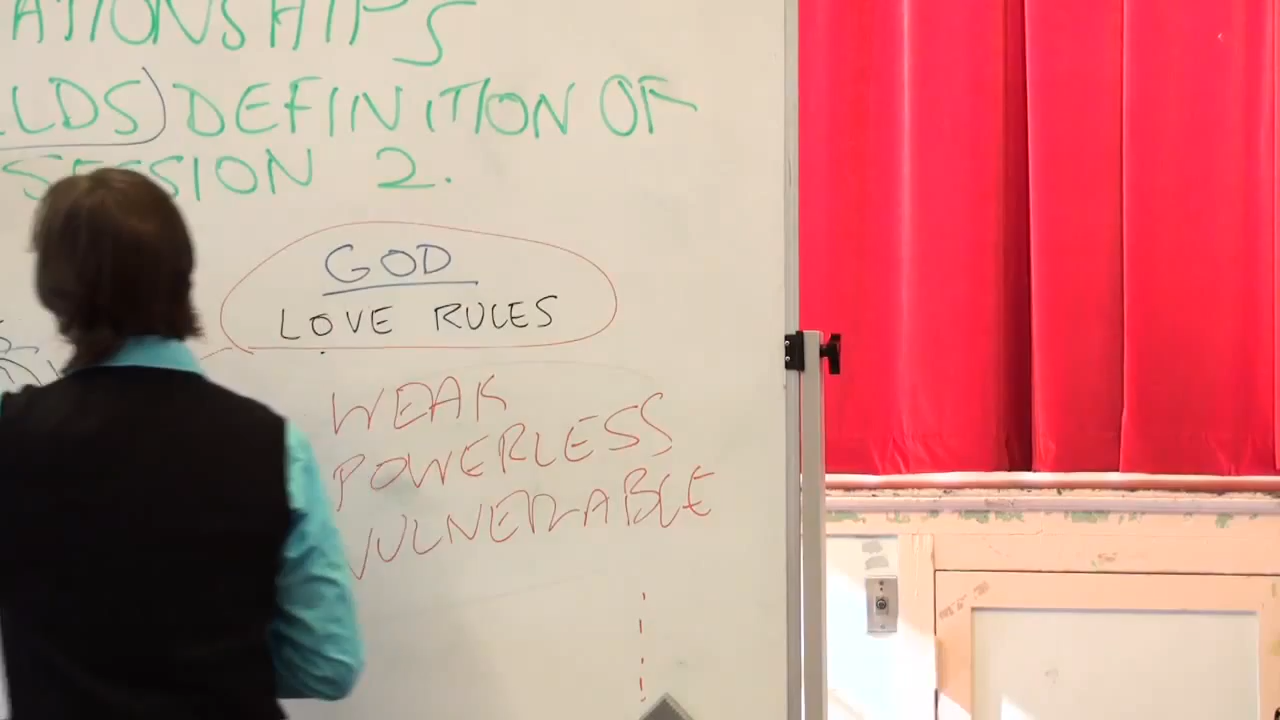 ATIONSHIPS
LDS) DEFINITION OF
SESSION 2.
GOD
LOVE RULES
WEAK
POWERLESS
VULNERABLE